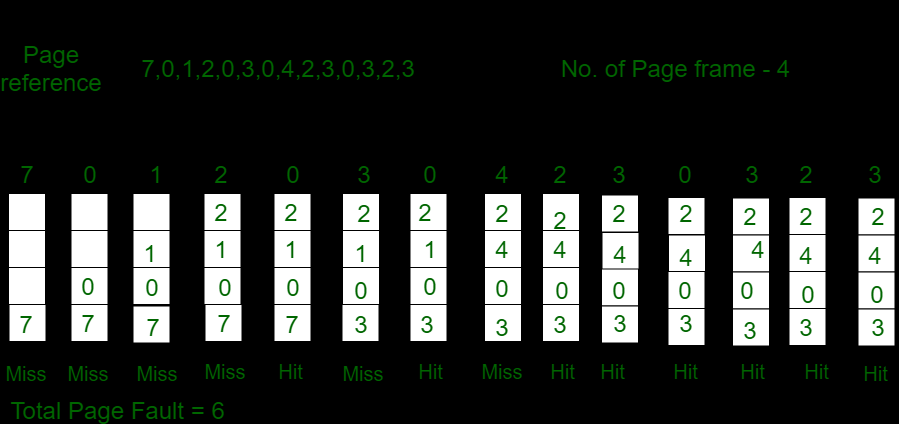 Page reference
7,0,1,2,0,3,0,4,2,3,0,3,2,3
No. of Page frame - 4
7 0 1 2 0 3 0 4 2 3 0 3 2 3
2 2 2 2 2 2 2 2 2 2 2
1 1 1 1 1 4 4 4 4 4 4 4
0 0 0 0 0 0 0 0 0 0 0 0 0
7 7 7 7 7 3 3 3 3 3 3 3 3 3
Miss Miss Miss Miss Hit Miss Hit Miss Hit Hit Hit Hit Hit Hit
Total Page Fault = 6